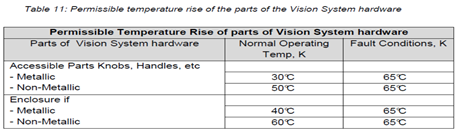 Table 11: Permissible temperature rise of the parts of the Vision System hardware
Permissible Temperature Rise of parts of Vision System hardware
Parts of Vision System hardware Normal Operating Temp, K Fault Conditions, K
Accessible Parts Knobs, Handles, etc
- Metallic 30℃ 65℃
- Non-Metallic 50℃ 65℃
Enclosure if
- Metallic 40℃ 65℃
- Non-Metallic 60℃ 65℃